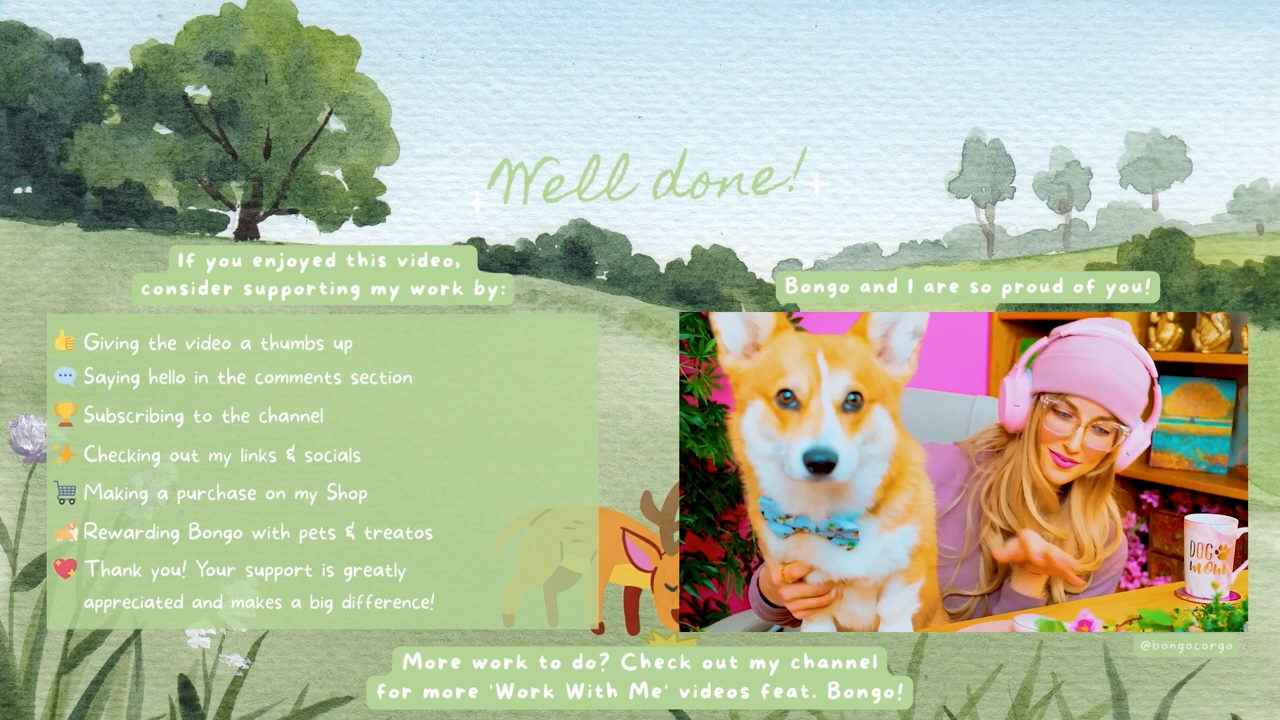 Well done!
If you enjoyed this video,
consider supporting my work by:
👍 Giving the video a thumbs up
💬 Saying hello in the comments section
🏆 Subscribing to the channel
✨ Checking out my links & socials
🛒 Making a purchase on my Shop
Rewarding Bongo with pets & treatos
💖 Thank you! Your support is greatly
appreciated and makes a big difference!
Bongo and I are so proud of you!
DOG
mom
@bongocorgo
More work to do? Check out my channel
for more 'Work With Me' videos feat. Bongo!